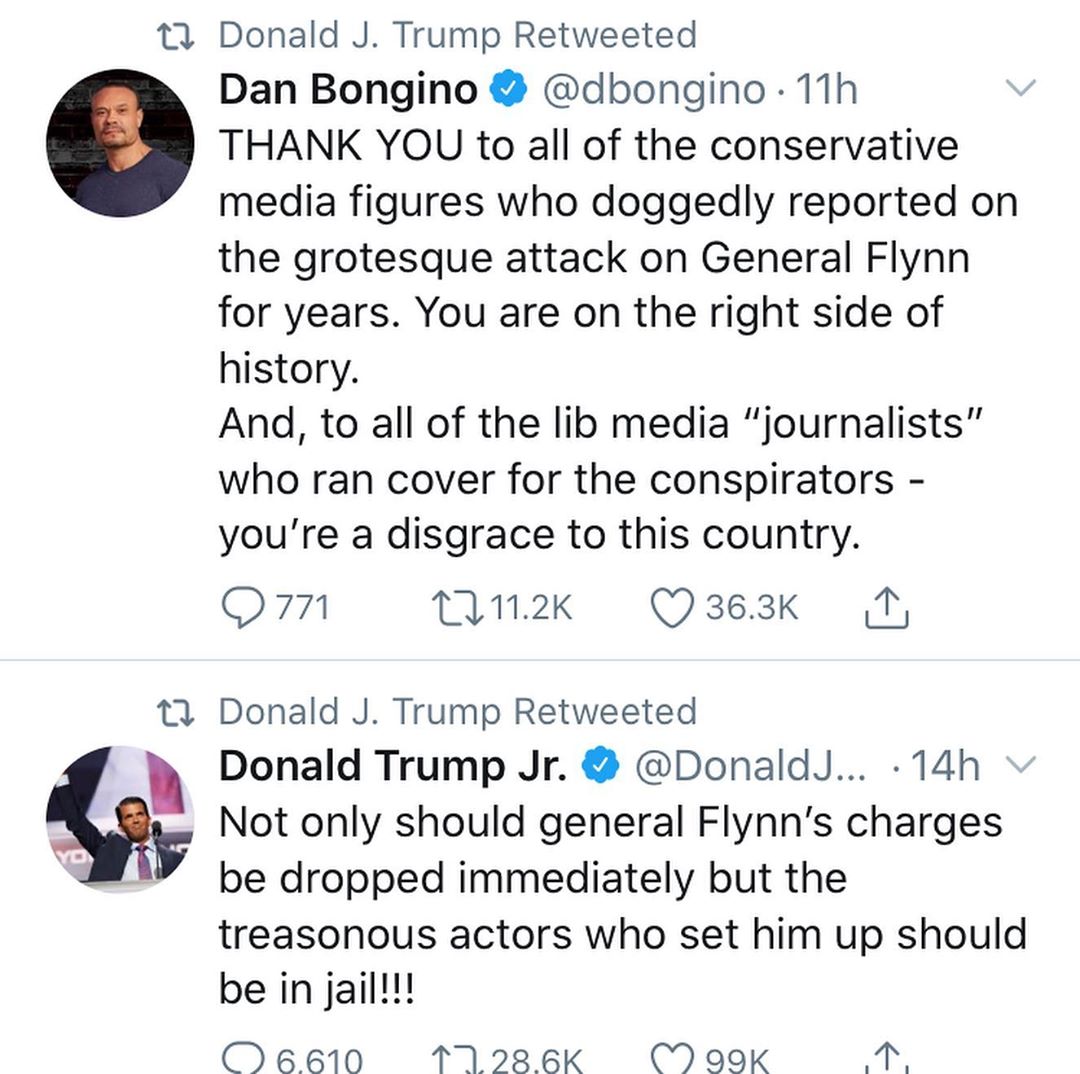 Donald J. Trump Retweeted
Dan Bongino @dbongino · 11h
THANK YOU to all of the conservative
media figures who doggedly reported on
the grotesque attack on General Flynn
for years. You are on the right side of
history.
And, to all of the lib media “journalists”
who ran cover for the conspirators -
you’re a disgrace to this country.
771 11.2K 36.3K
Donald J. Trump Retweeted
Donald Trump Jr. @DonaldJ... · 14h
Not only should general Flynn’s charges
be dropped immediately but the
treasonous actors who set him up should
be in jail!!!
6,610 28.6K 99K